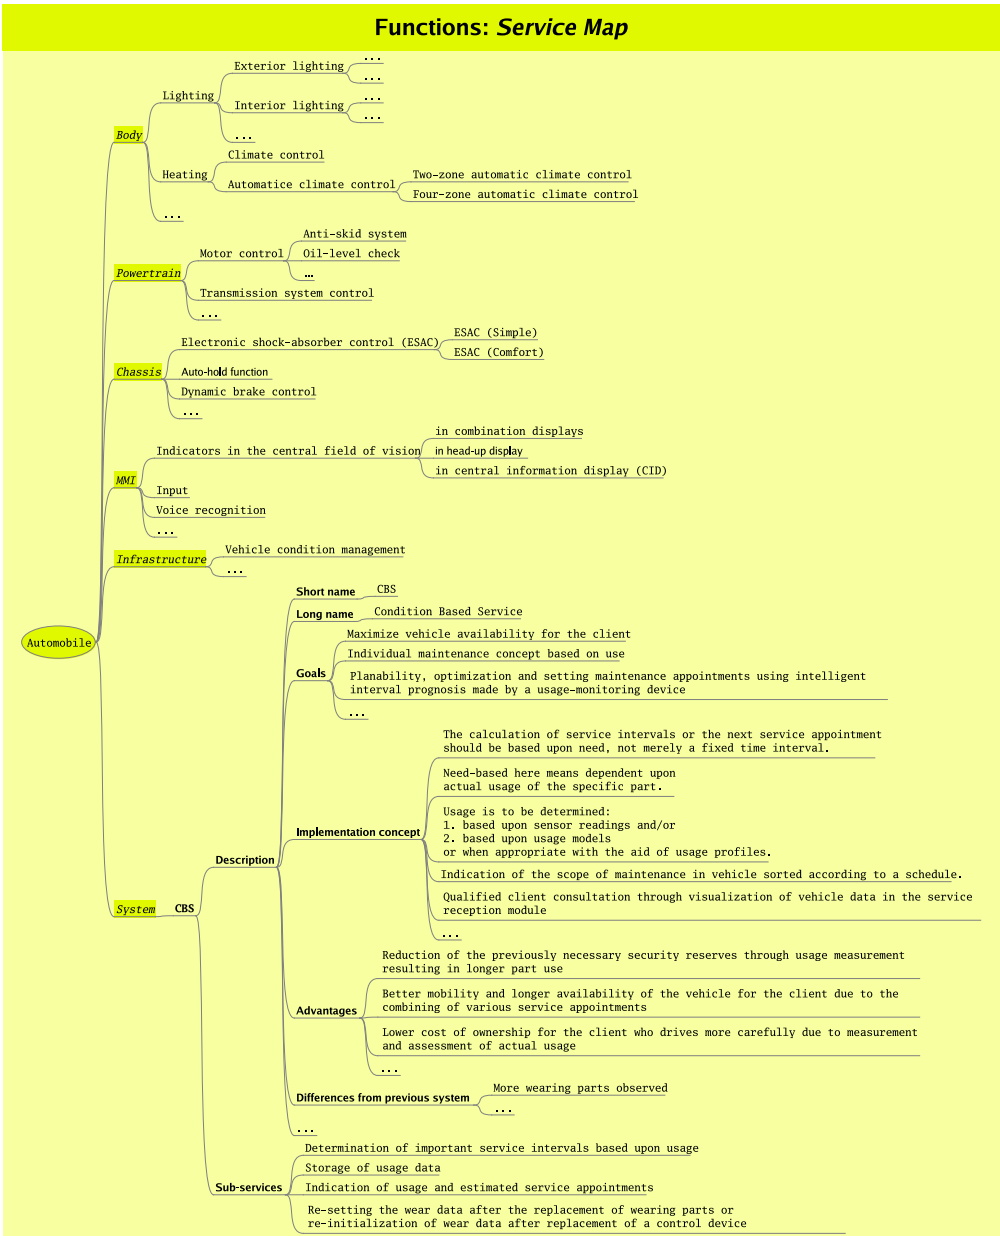 Functions: Service Map
...
Exterior lighting
...
Lighting
...
Interior lighting
...
...
Body
Climate control
Heating
Automatice climate control
Two-zone automatic climate control
Four-zone automatic climate control
...
Anti-skid system
Motor control
Oil-level check
...
Powertrain
Transmission system control
...
ESAC (Simple)
Electronic shock-absorber control (ESAC)
ESAC (Comfort)
Chassis
Auto-hold function
Dynamic brake control
...
in combination displays
Indicators in the central field of vision
in head-up display
in central information display (CID)
MMI
Input
Voice recognition
...
Infrastructure
Vehicle condition management
...
Automobile
Short name
CBS
Long name
Condition Based Service
Maximize vehicle availability for the client
Individual maintenance concept based on use
Goals
Planability, optimization and setting maintenance appointments using intelligent
interval prognosis made by a usage-monitoring device
...
The calculation of service intervals or the next service appointment
should be based upon need, not merely a fixed time interval.
Need-based here means dependent upon
actual usage of the specific part.
Implementation concept
Usage is to be determined:
1. based upon sensor readings and/or
2. based upon usage models
or when appropriate with the aid of usage profiles.
Description
Indication of the scope of maintenance in vehicle sorted according to a schedule.
System
CBS
Qualified client consultation through visualization of vehicle data in the service
reception module
...
Reduction of the previously necessary security reserves through usage measurement
resulting in longer part use
Advantages
Better mobility and longer availability of the vehicle for the client due to the
combining of various service appointments
Lower cost of ownership for the client who drives more carefully due to measurement
and assessment of actual usage
...
Differences from previous system
More wearing parts observed
...
...
Determination of important service intervals based upon usage
Storage of usage data
Sub-services
Indication of usage and estimated service appointments
Re-setting the wear data after the replacement of wearing parts or
re-initialization of wear data after replacement of a control device